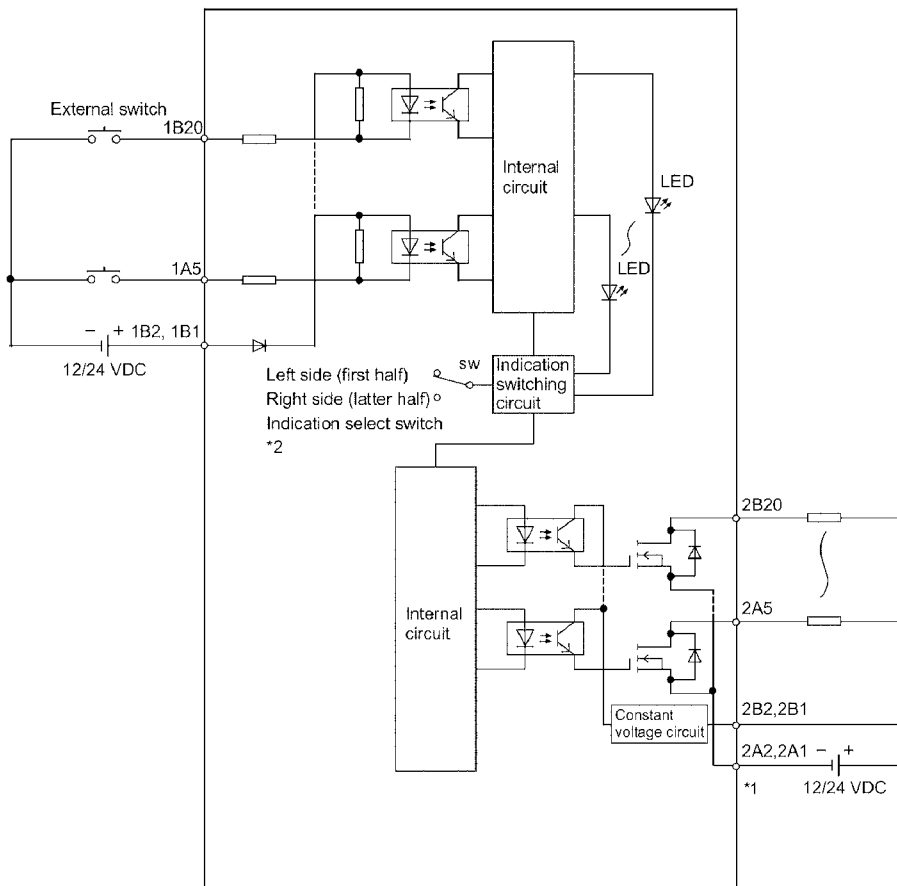 External switch
1B20
Internal
circuit
LED
LED
1A5
− + 1B2, 1B1
12/24 VDC
sw
Left side (first half)
Right side (latter half)
Indication select switch
*2
Indication
switching
circuit
2B20
2A5
Internal
circuit
Constant
voltage circuit
2B2,2B1
2A2,2A1 − +
*1
12/24 VDC